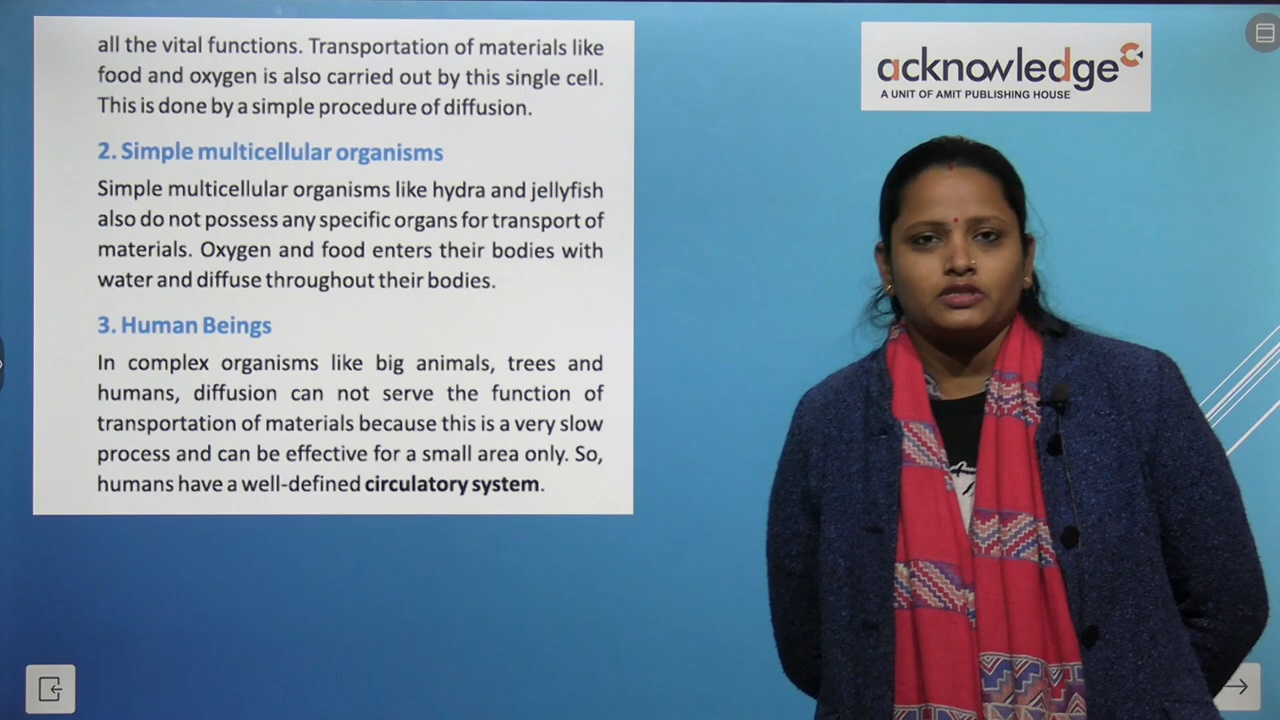 all the vital functions. Transportation of materials like
food and oxygen is also carried out by this single cell.
This is done by a simple procedure of diffusion.
2. Simple multicellular organisms
Simple multicellular organisms like hydra and jellyfish
also do not possess any specific organs for transport of
materials. Oxygen and food enters their bodies with
water and diffuse throughout their bodies.
3. Human Beings
In complex organisms like big animals, trees and
humans, diffusion can not serve the function of
transportation of materials because this is a very slow
process and can be effective for a small area only. So,
humans have a well-defined circulatory system.
acknowledge
A UNIT OF AMIT PUBLISHING HOUSE